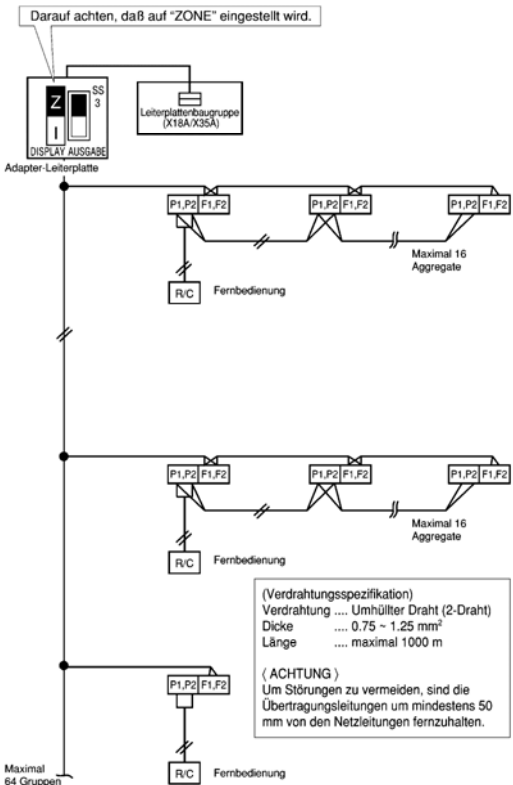 Darauf achten, daß auf "ZONE" eingestellt wird.
Z
I
SS
3
DISPLAY AUSGABE
Leiterplattenbaugruppe
(X18A/X35A)
Adapter-Leiterplatte
P1,P2 F1,F2
P1,P2 F1,F2
P1,P2 F1,F2
Maximal 16
Aggregate
R/C
Fernbedienung
P1,P2 F1,F2
P1,P2 F1,F2
P1,P2 F1,F2
Maximal 16
Aggregate
R/C
Fernbedienung
(Verdrahtungsspezifikation)
Verdrahtung .... Umhüllter Draht (2-Draht)
Dicke .... 0.75 ~ 1.25 mm²
Länge .... maximal 1000 m
⟨ ACHTUNG ⟩
Um Störungen zu vermeiden, sind die
Übertragungsleitungen um mindestens 50
mm von den Netzleitungen fernzuhalten.
P1,P2 F1,F2
R/C
Fernbedienung
Maximal
64 Gruppen